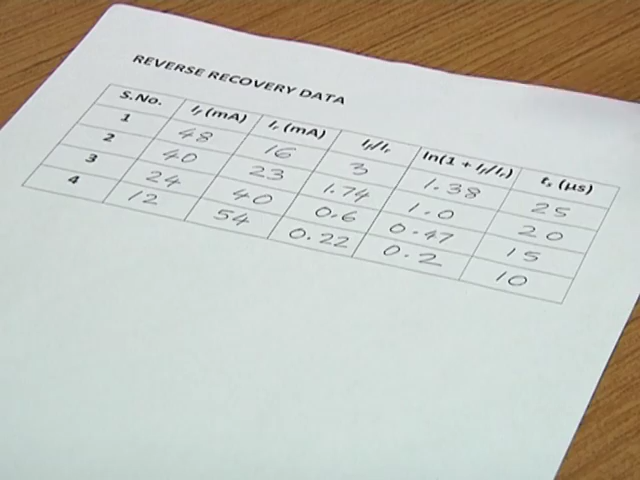 REVERSE RECOVERY DATA
S.No. If (mA) Ir (mA) If/Ir ln(1 + If/Ir) ts (μs)
1 48 16 3 1.38 25
2 40 23 1.74 1.0 20
3 24 40 0.6 0.47 15
4 12 54 0.22 0.2 10